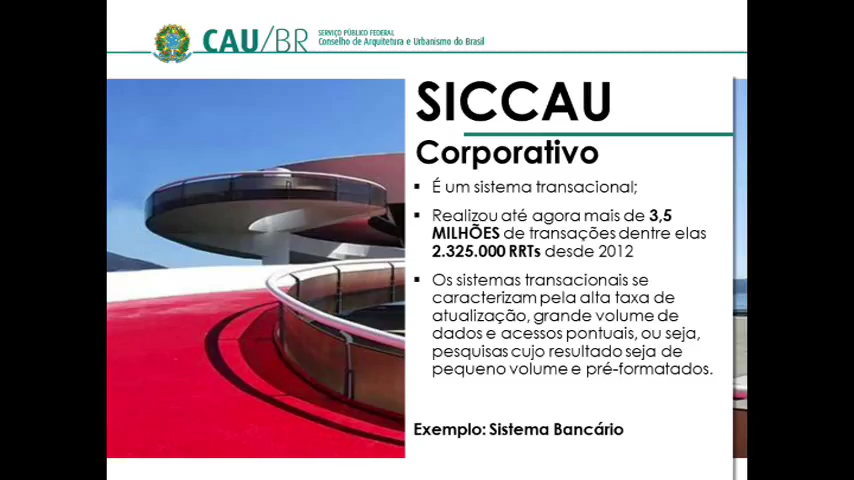 CAU/BR
SERVIÇO PÚBLICO FEDERAL
Conselho de Arquitetura e Urbanismo do Brasil
SICCAU
Corporativo
▪ É um sistema transacional;
▪ Realizou até agora mais de 3,5
MILHÕES de transações dentre elas
2.325.000 RRTs desde 2012
▪ Os sistemas transacionais se
caracterizam pela alta taxa de
atualização, grande volume de
dados e acessos pontuais, ou seja,
pesquisas cujo resultado seja de
pequeno volume e pré-formatados.
Exemplo: Sistema Bancário